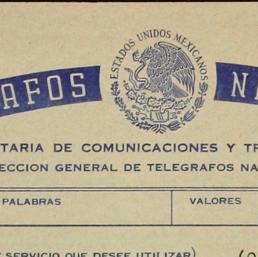 ESTADOS UNIDOS MEXICANOS
AFOS N
TARIA DE COMUNICACIONES Y TR
ECCION GENERAL DE TELEGRAFOS NA
PALABRAS VALORES
SERVICIO QUE DESEE UTILIZAR)